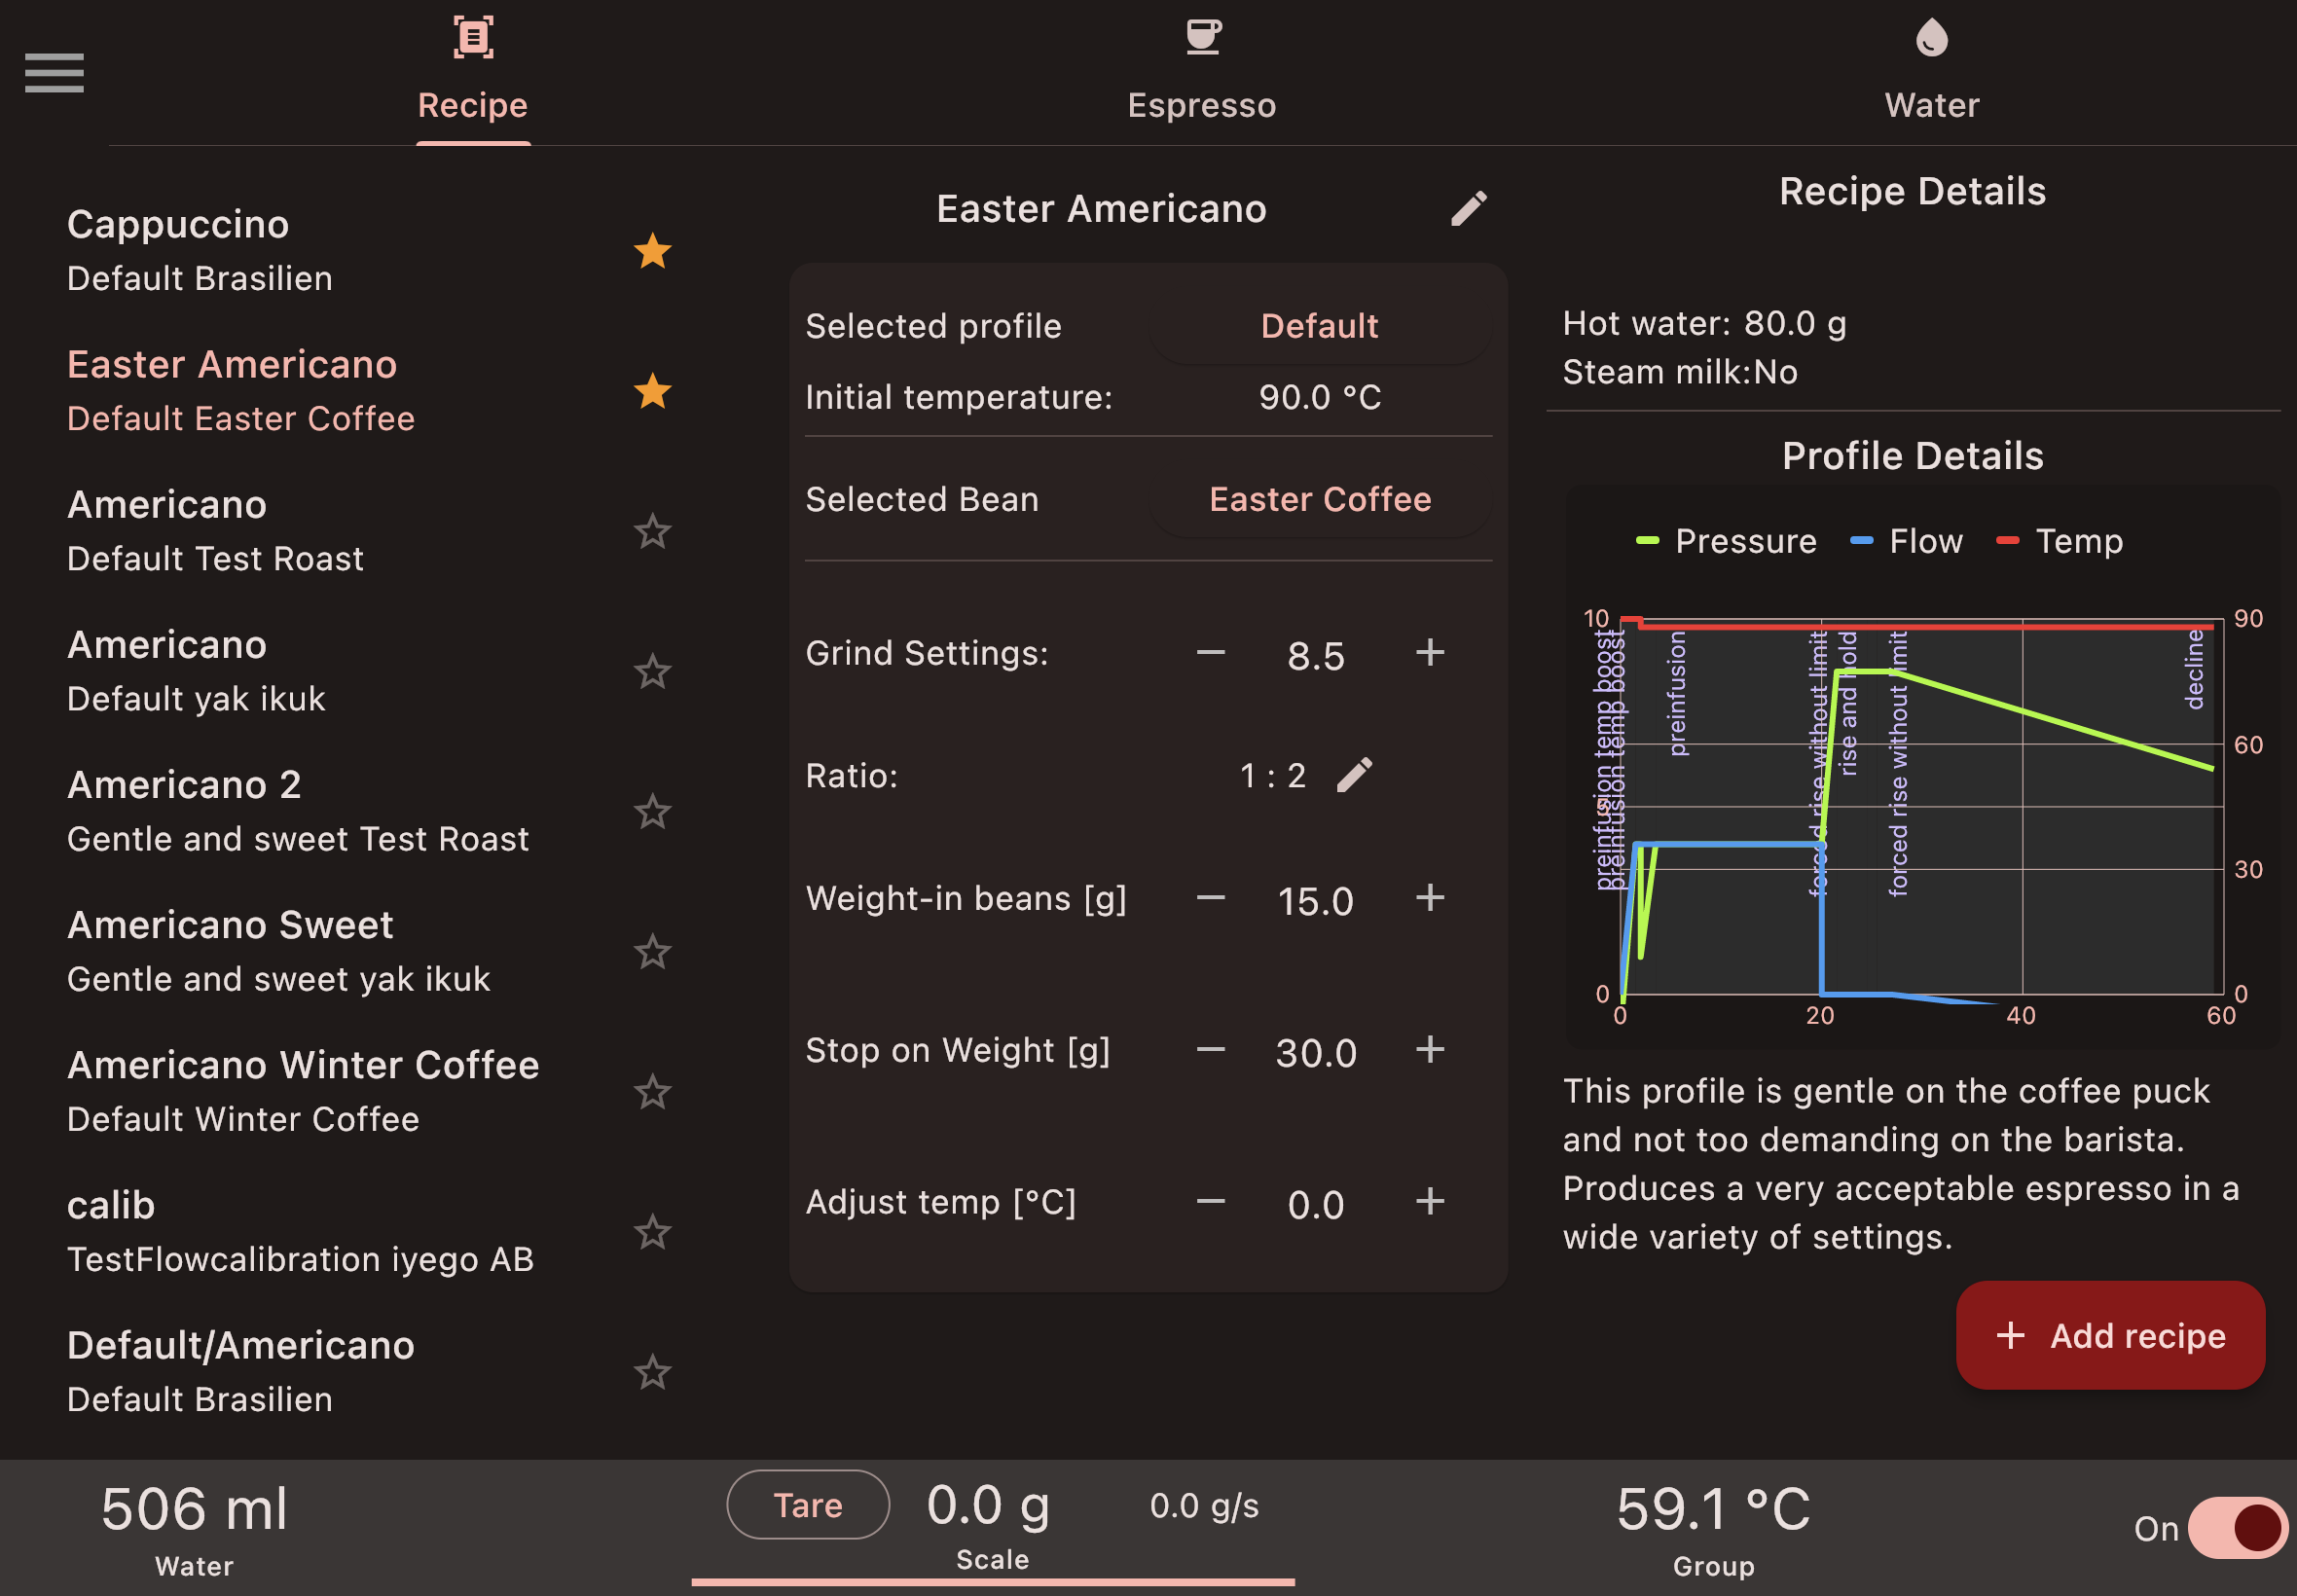 Recipe
Espresso
Water
Cappuccino
Default Brasilien
Easter Americano
Default Easter Coffee
Americano
Default Test Roast
Americano
Default yak ikuk
Americano 2
Gentle and sweet Test Roast
Americano Sweet
Gentle and sweet yak ikuk
Americano Winter Coffee
Default Winter Coffee
calib
TestFlowcalibration iyego AB
Default/Americano
Default Brasilien
Easter Americano
Selected profile Default
Initial temperature: 90.0 °C
Selected Bean Easter Coffee
Grind Settings: − 8.5 +
Ratio: 1 : 2
Weight-in beans [g] − 15.0 +
Stop on Weight [g] − 30.0 +
Adjust temp [°C] − 0.0 +
Recipe Details
Hot water: 80.0 g
Steam milk:No
Profile Details
Pressure Flow Temp
10
5
0
90
60
30
0
0 20 40 60
preinfusion temp boost
preinfusion temp boost
preinfusion
forced rise without limit
rise and hold
forced rise without limit
decline
This profile is gentle on the coffee puck
and not too demanding on the barista.
Produces a very acceptable espresso in a
wide variety of settings.
+ Add recipe
506 ml
Water
Tare 0.0 g 0.0 g/s
Scale
59.1 °C
Group
On